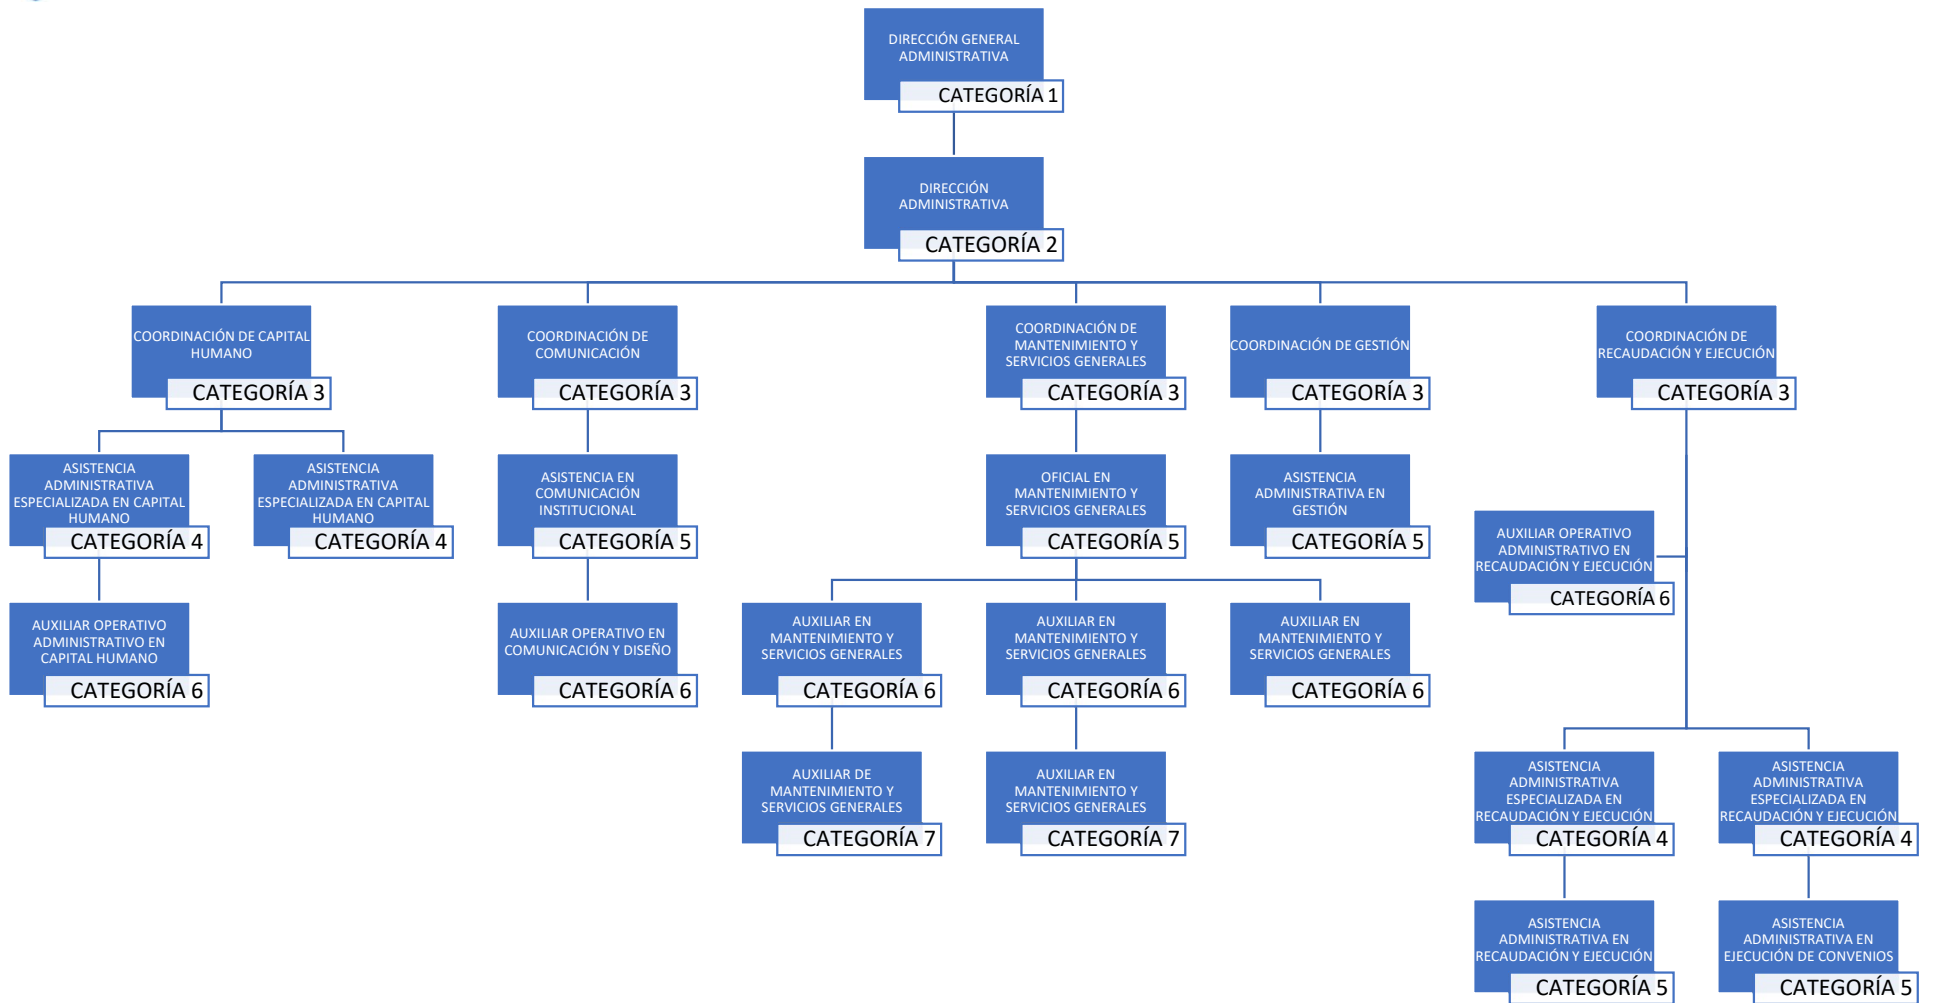 DIRECCIÓN GENERAL
ADMINISTRATIVA
CATEGORÍA 1
DIRECCIÓN
ADMINISTRATIVA
CATEGORÍA 2
COORDINACIÓN DE CAPITAL
HUMANO
CATEGORÍA 3
COORDINACIÓN DE
COMUNICACIÓN
CATEGORÍA 3
COORDINACIÓN DE
MANTENIMIENTO Y
SERVICIOS GENERALES
CATEGORÍA 3
COORDINACIÓN DE GESTIÓN
CATEGORÍA 3
COORDINACIÓN DE
RECAUDACIÓN Y EJECUCIÓN
CATEGORÍA 3
ASISTENCIA
ADMINISTRATIVA
ESPECIALIZADA EN CAPITAL
HUMANO
CATEGORÍA 4
ASISTENCIA
ADMINISTRATIVA
ESPECIALIZADA EN CAPITAL
HUMANO
CATEGORÍA 4
ASISTENCIA EN
COMUNICACIÓN
INSTITUCIONAL
CATEGORÍA 5
OFICIAL EN
MANTENIMIENTO Y
SERVICIOS GENERALES
CATEGORÍA 5
ASISTENCIA
ADMINISTRATIVA EN
GESTIÓN
CATEGORÍA 5
AUXILIAR OPERATIVO
ADMINISTRATIVO EN
RECAUDACIÓN Y EJECUCIÓN
CATEGORÍA 6
AUXILIAR OPERATIVO
ADMINISTRATIVO EN
CAPITAL HUMANO
CATEGORÍA 6
AUXILIAR OPERATIVO EN
COMUNICACIÓN Y DISEÑO
CATEGORÍA 6
AUXILIAR EN
MANTENIMIENTO Y
SERVICIOS GENERALES
CATEGORÍA 6
AUXILIAR EN
MANTENIMIENTO Y
SERVICIOS GENERALES
CATEGORÍA 6
AUXILIAR EN
MANTENIMIENTO Y
SERVICIOS GENERALES
CATEGORÍA 6
AUXILIAR DE
MANTENIMIENTO Y
SERVICIOS GENERALES
CATEGORÍA 7
AUXILIAR EN
MANTENIMIENTO Y
SERVICIOS GENERALES
CATEGORÍA 7
ASISTENCIA
ADMINISTRATIVA
ESPECIALIZADA EN
RECAUDACIÓN Y EJECUCIÓN
CATEGORÍA 4
ASISTENCIA
ADMINISTRATIVA
ESPECIALIZADA EN
RECAUDACIÓN Y EJECUCIÓN
CATEGORÍA 4
ASISTENCIA
ADMINISTRATIVA EN
RECAUDACIÓN Y EJECUCIÓN
CATEGORÍA 5
ASISTENCIA
ADMINISTRATIVA EN
EJECUCIÓN DE CONVENIOS
CATEGORÍA 5